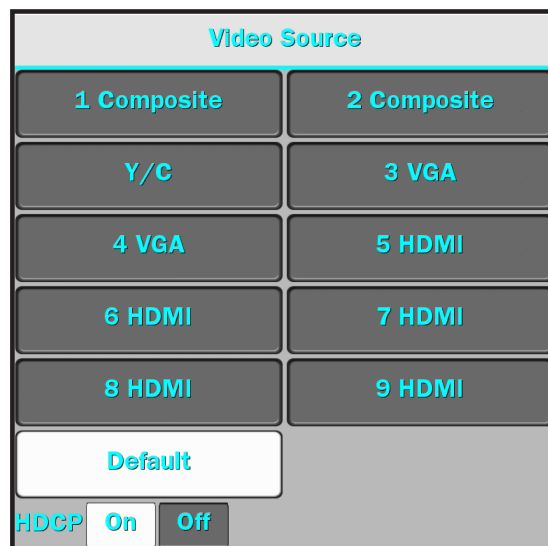 Video Source
1 Composite 2 Composite
Y/C 3 VGA
4 VGA 5 HDMI
6 HDMI 7 HDMI
8 HDMI 9 HDMI
Default
HDCP On Off